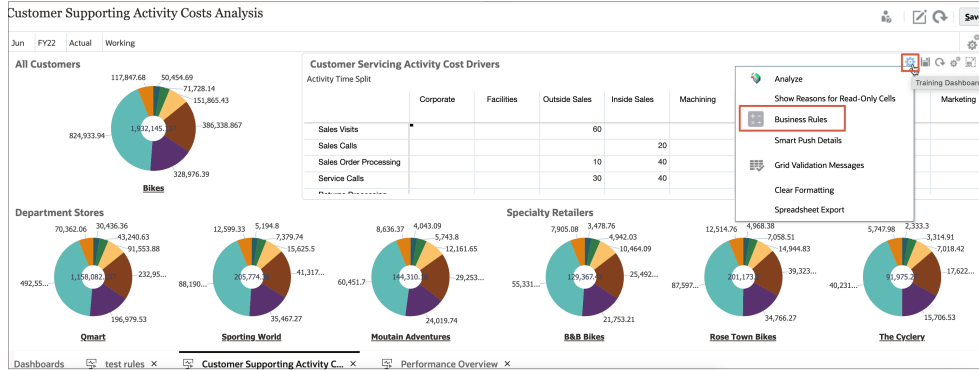 Customer Supporting Activity Costs Analysis
Jun FY22 Actual Working
All Customers
117,847.68
50,454.69
71,728.14
151,865.43
386,338.867
824,933.94
328,976.39
Bikes
Customer Servicing Activity Cost Drivers
Activity Time Split
Corporate Facilities Outside Sales Inside Sales Machining Marketing
Sales Visits 60
Sales Calls 20
Sales Order Processing 10 40
Service Calls 30 40
Returns Processing
Training Dashboar
Analyze
Show Reasons for Read-Only Cells
Business Rules
Smart Push Details
Grid Validation Messages
Clear Formatting
Spreadsheet Export
Department Stores
70,362.06
30,436.36
43,240.63
91,553.88
232,95...
492,55...
196,979.53
Qmart
12,599.33
5,194.8
7,379.74
15,625.5
41,317...
88,190...
35,467.27
Sporting World
8,636.37
4,043.09
5,743.8
12,161.65
29,253...
60,451.7
24,019.74
Moutain Adventures
Specialty Retailers
7,905.08
3,478.76
4,942.03
10,464.09
25,492...
55,331...
21,753.21
B&B Bikes
12,514.76
4,968.38
7,058.51
14,944.83
39,323...
87,597...
34,766.27
Rose Town Bikes
5,747.98
2,333.3
3,314.91
7,018.42
17,622...
40,231...
15,706.53
The Cyclery
Dashboards
test rules ×
Customer Supporting Activity C... ×
Performance Overview ×